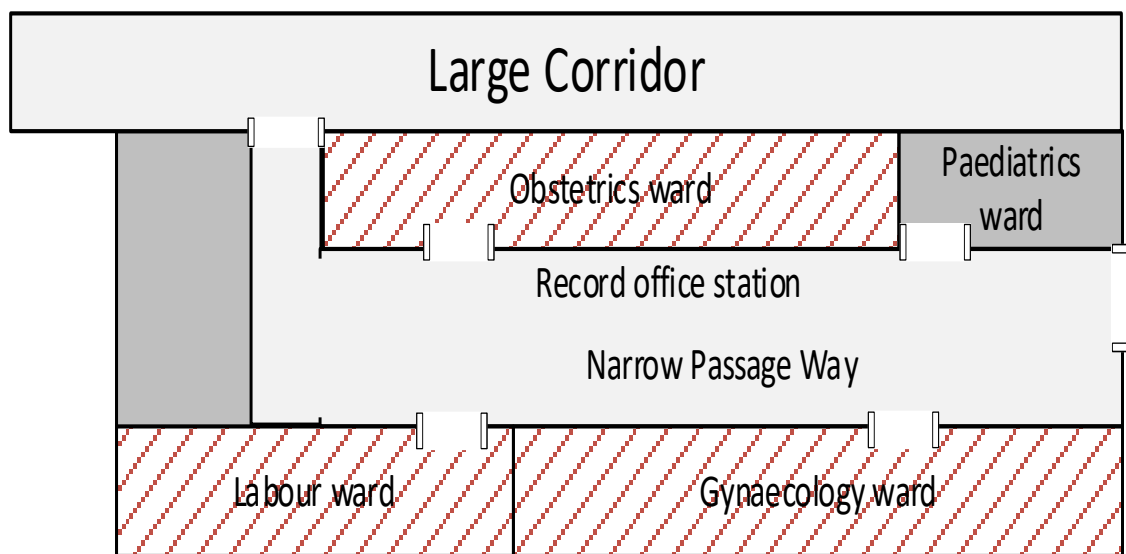 Large Corridor
Obstetrics ward
Paediatrics
ward
Record office station
Narrow Passage Way
Labour ward
Gynaecology ward